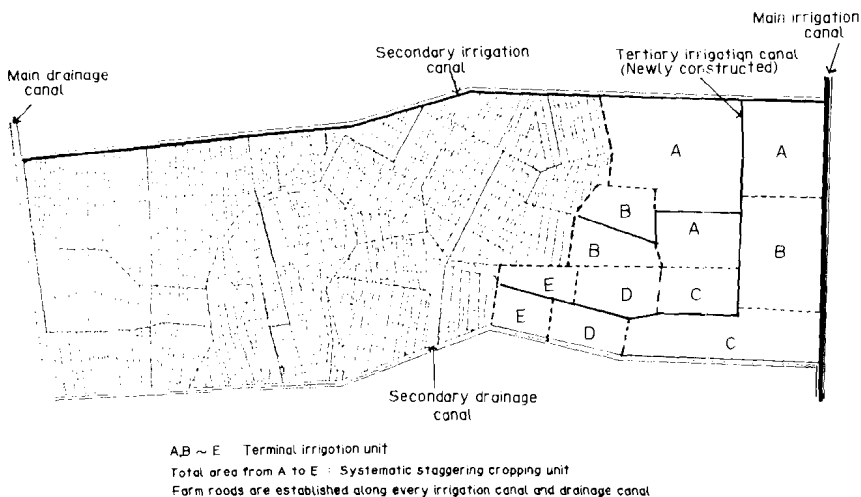 Main irrigation
canal
Secondary irrigation
canal
Tertiary irrigation canal
(Newly constructed)
Main drainage
canal
A
A
B
A
B
B
E
D
C
E
D
C
Secondary drainage
canal
A,B ~ E Terminal irrigation unit
Total area from A to E : Systematic staggering cropping unit
Farm roads are established along every irrigation canal and drainage canal